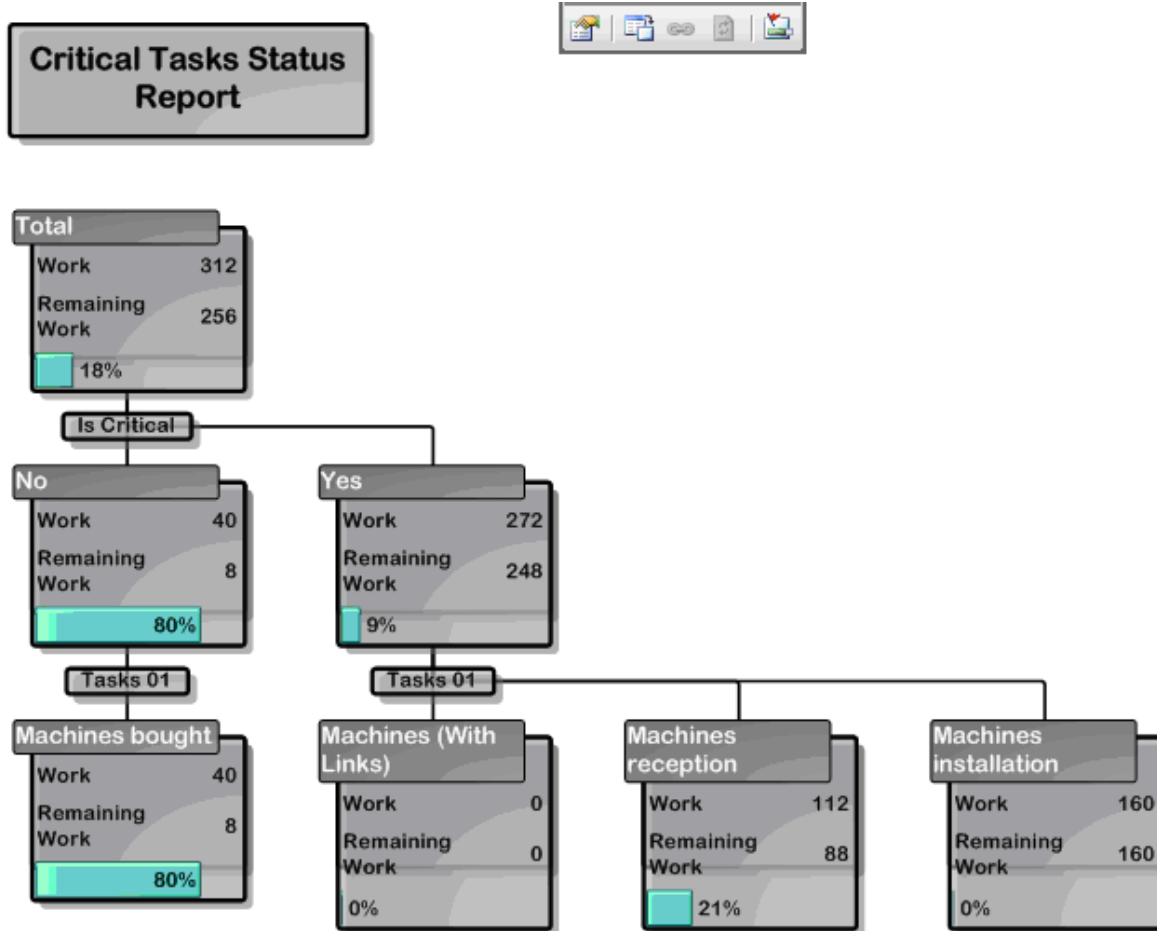 Critical Tasks Status
Report
Total
Work 312
Remaining
Work 256
18%
Is Critical
No
Work 40
Remaining
Work 8
80%
Yes
Work 272
Remaining
Work 248
9%
Tasks 01
Tasks 01
Machines bought
Work 40
Remaining
Work 8
80%
Machines (With
Links)
Work 0
Remaining
Work 0
0%
Machines
reception
Work 112
Remaining
Work 88
21%
Machines
installation
Work 160
Remaining
Work 160
0%